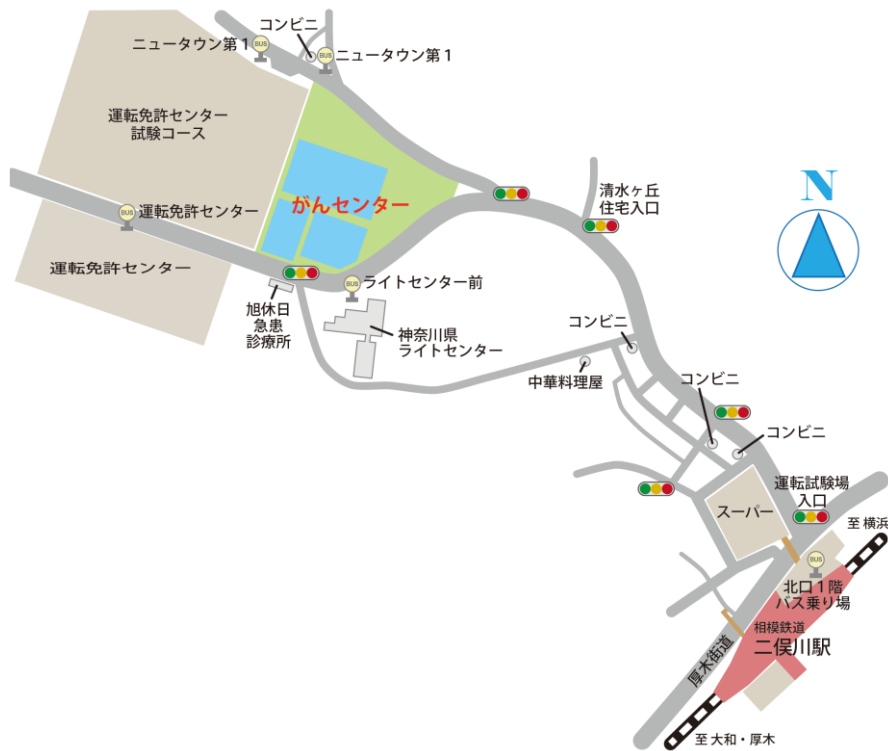 コンビニ
ニュータウン第1
BUS
BUS
ニュータウン第1
運転免許センター
試験コース
N
がんセンター
清水ヶ丘
住宅入口
BUS
運転免許センター
運転免許センター
BUS
ライトセンター前
旭休日
急患
診療所
神奈川県
ライトセンター
コンビニ
中華料理屋
コンビニ
コンビニ
運転試験場
入口
スーパー
至 横浜
BUS
北口1階
バス乗り場
相模鉄道
二俣川駅
厚木街道
至 大和・厚木